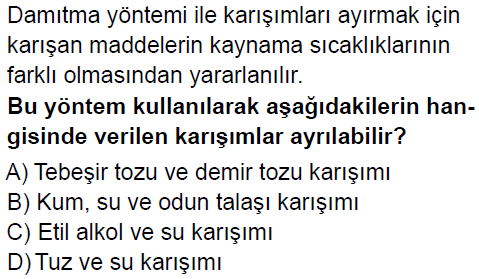 Damıtma yöntemi ile karışımları ayırmak için
karışan maddelerin kaynama sıcaklıklarının
farklı olmasından yararlanılır.
Bu yöntem kullanılarak aşağıdakilerin han-
gisinde verilen karışımlar ayrılabilir?
A) Tebeşir tozu ve demir tozu karışımı
B) Kum, su ve odun talaşı karışımı
C) Etil alkol ve su karışımı
D) Tuz ve su karışımı